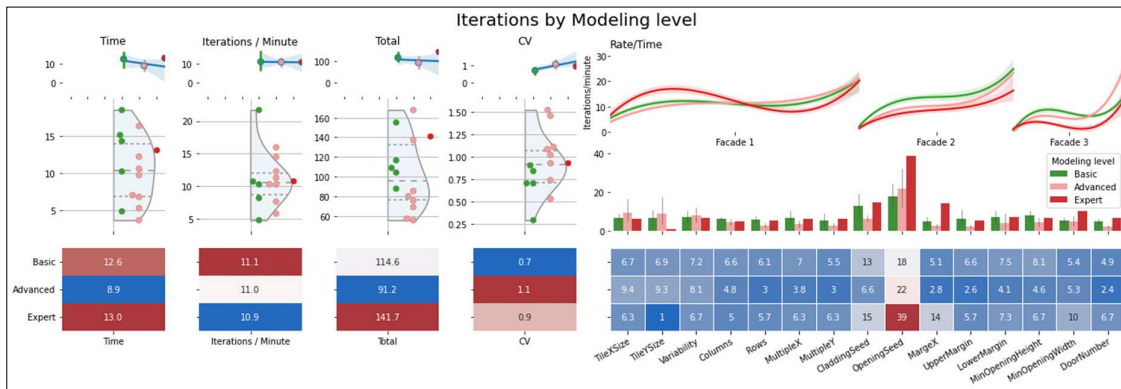 Iterations by Modeling level
Time
Iterations / Minute
Total
CV
Rate/Time
10
0
10
0
100
0
1
0
30
20
10
0
Iterations/minute
Facade 1
Facade 2
Facade 3
15
10
5
20
15
10
5
160
140
120
100
80
60
1.50
1.25
1.00
0.75
0.50
0.25
40
20
0
Modeling level
Basic
Advanced
Expert
Basic 12.6 11.1 114.6 0.7 6.7 6.9 7.2 6.6 6.1 7 5.5 13 18 5.1 6.6 7.5 8.1 5.4 4.9
Advanced 8.9 11.0 91.2 1.1 9.4 9.3 8.1 4.8 3 3.8 3 6.6 22 2.8 2.6 4.1 4.6 5.3 2.4
Expert 13.0 10.9 141.7 0.9 6.3 1 6.7 5 5.7 6.3 6.3 15 39 14 5.7 7.3 6.7 10 6.7
Time
Iterations / Minute
Total
CV
TileXSize
TileYSize
Variability
Columns
Rows
MultipleX
MultipleY
CladdingSeed
OpeningSeed
MargeX
UpperMargin
LowerMargin
MinOpeningHeight
MinOpeningWidth
DoorNumber